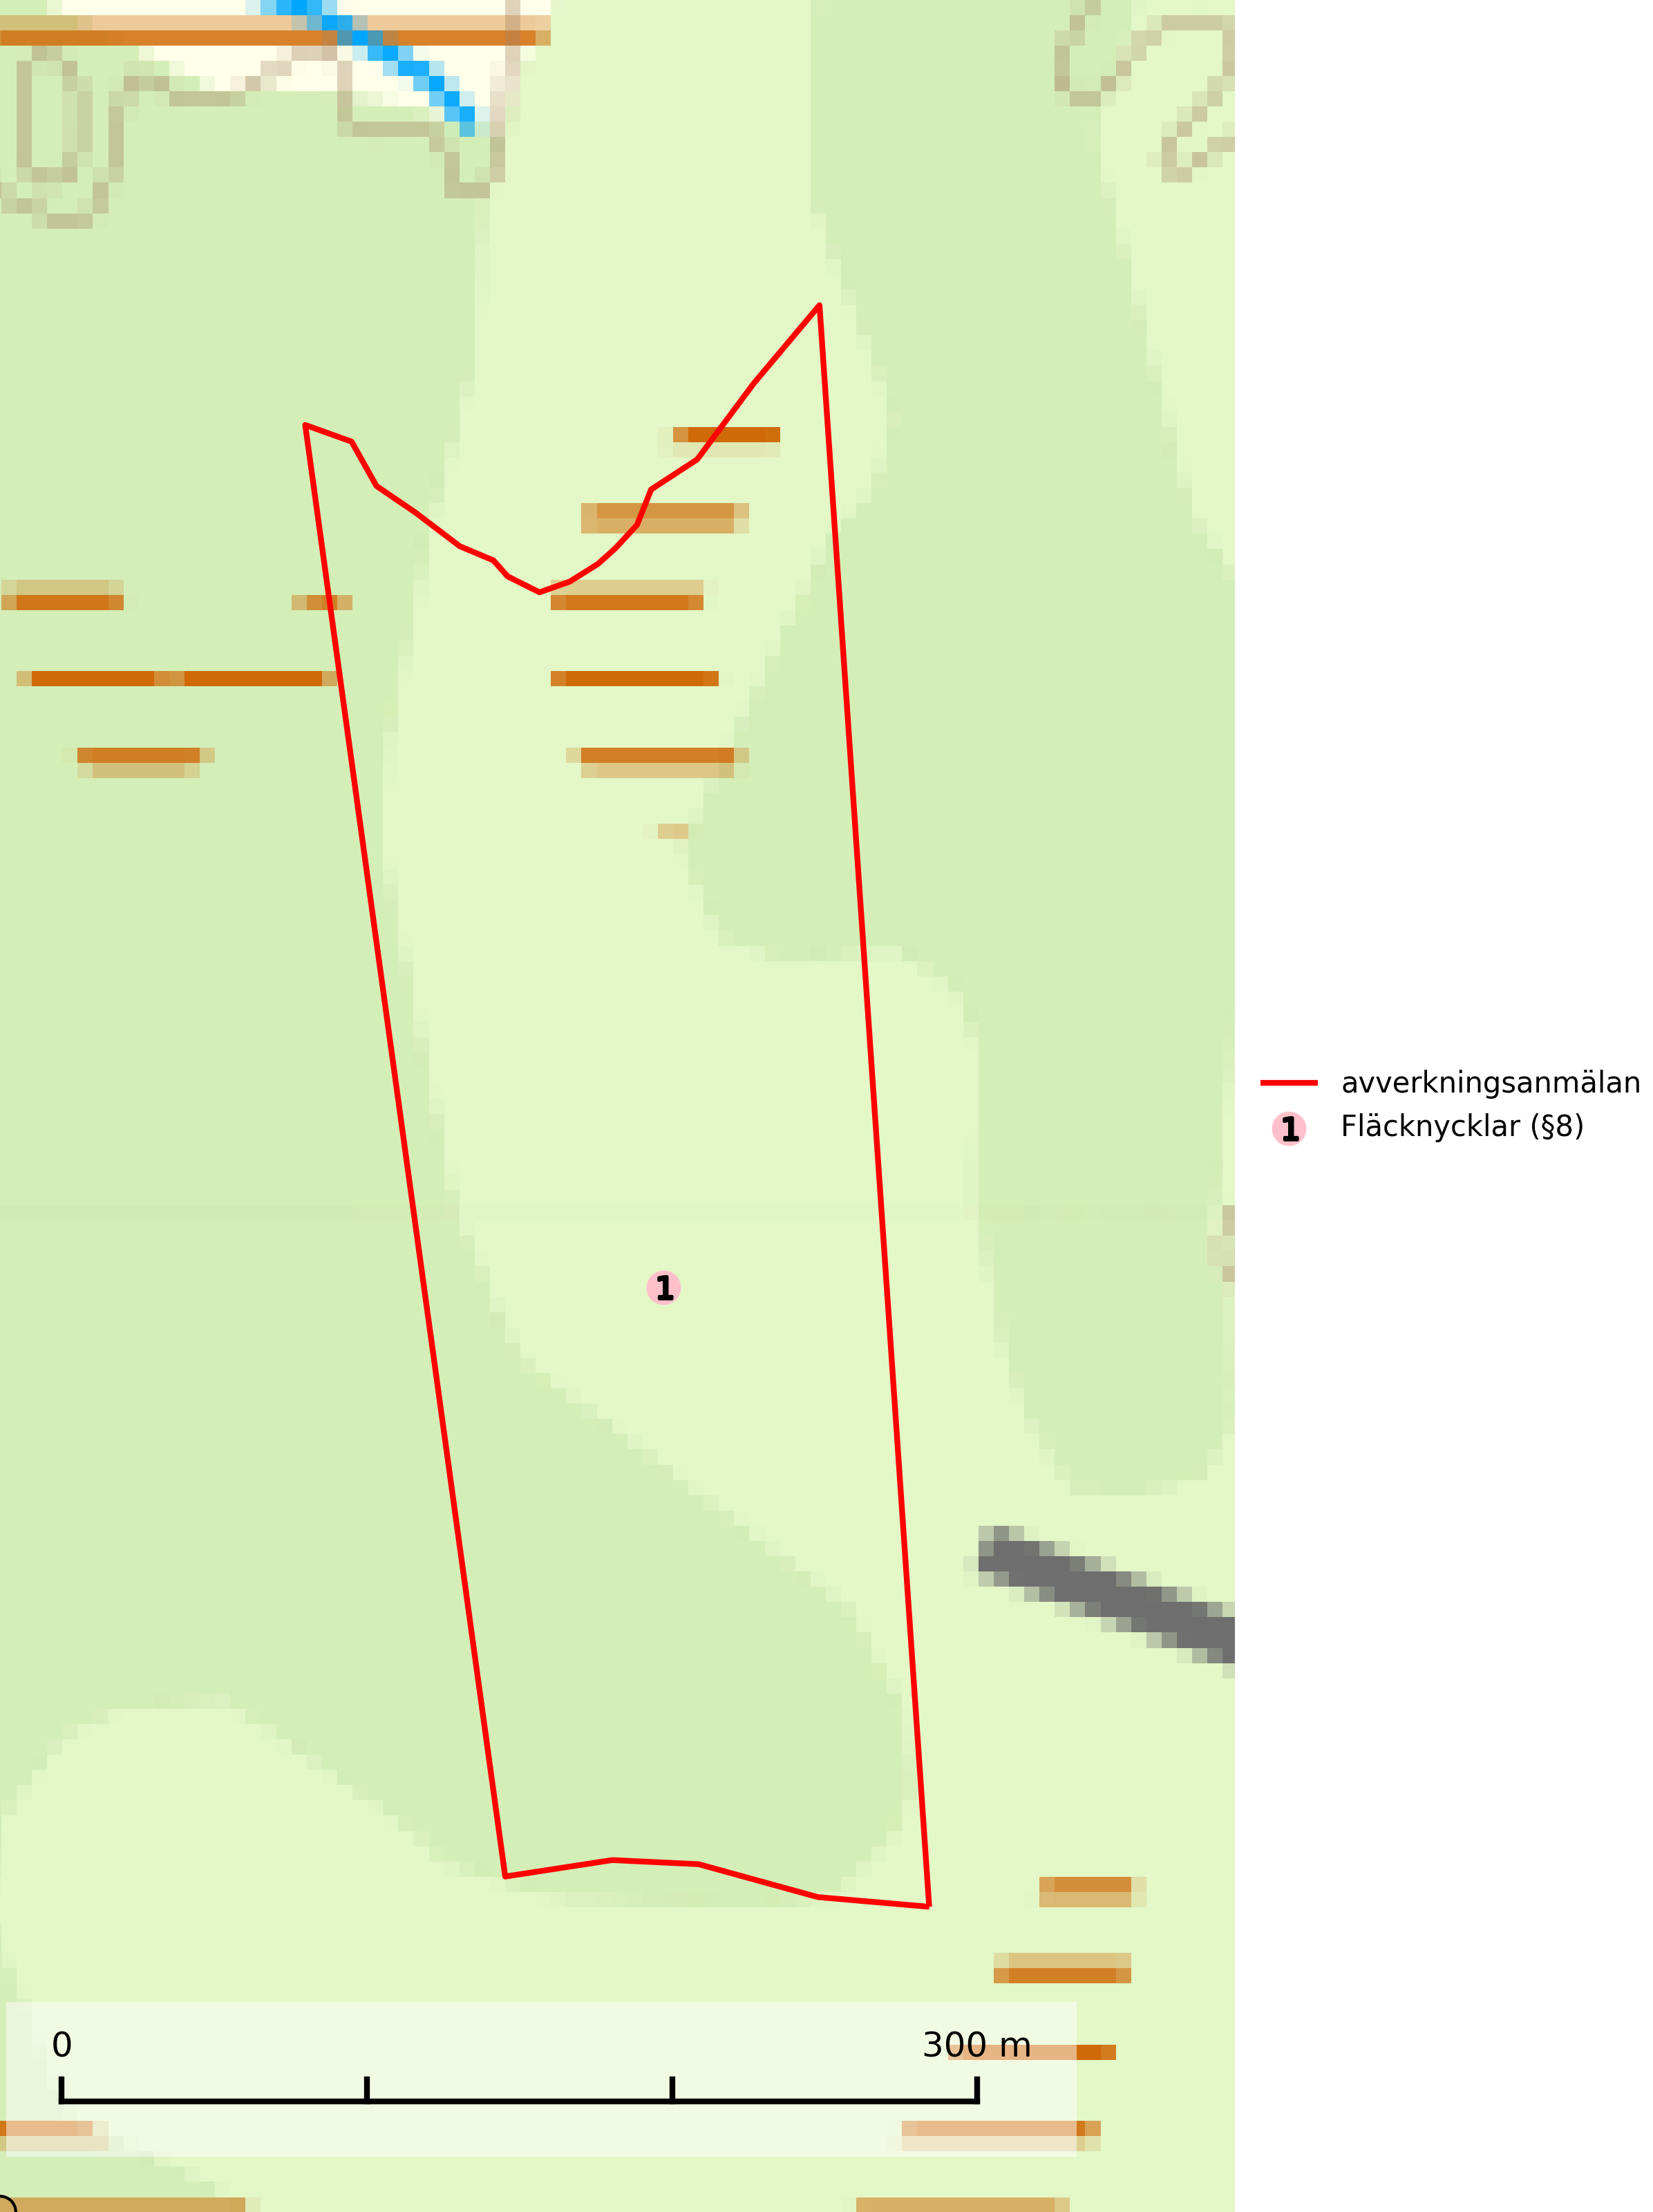 avverkningsanmälan
1 Fläcknycklar (§8)
1
0 300 m